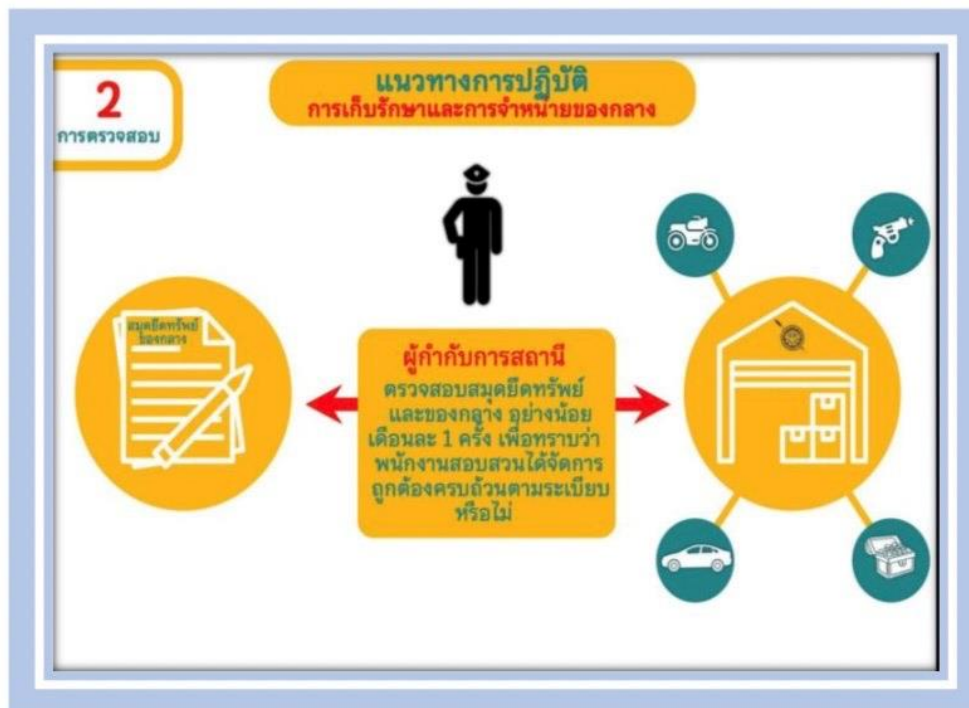 2
การตรวจสอบ
แนวทางการปฏิบัติ
การเก็บรักษาและการจำหน่ายของกลาง
สมุดยึดทรัพย์
ของกลาง
ผู้กำกับการสถานี
ตรวจสอบสมุดยึดทรัพย์
และของกลาง อย่างน้อย
เดือนละ 1 ครั้ง เพื่อทราบว่า
พนักงานสอบสวนได้จัดการ
ถูกต้องครบถ้วนตามระเบียบ
หรือไม่